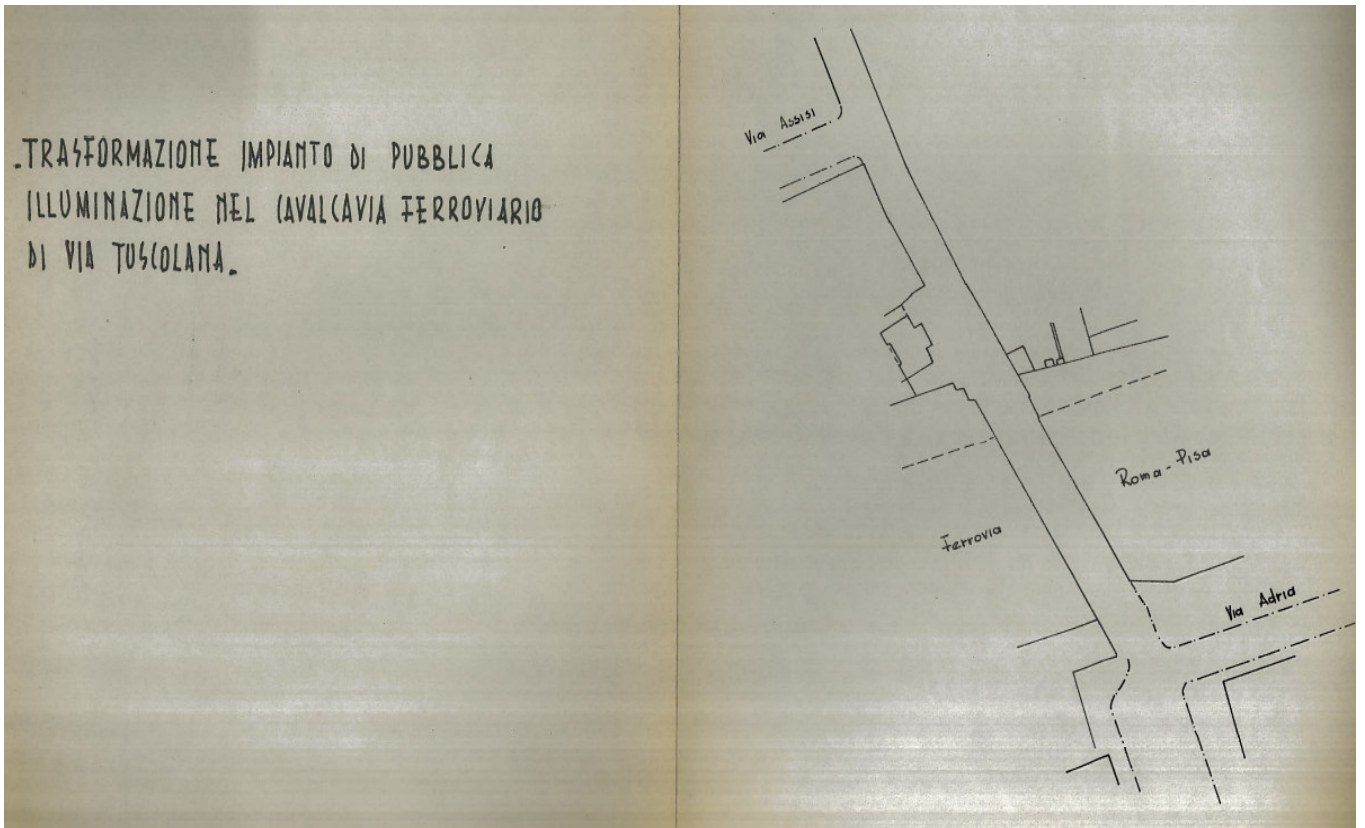 .TRASFORMAZIONE IMPIANTO DI PUBBLICA
ILLUMINAZIONE NEL CAVALCAVIA FERROVIARIO
DI VIA TUSCOLANA.
Via Assisi
Roma - Pisa
Ferrovia
Via Adria